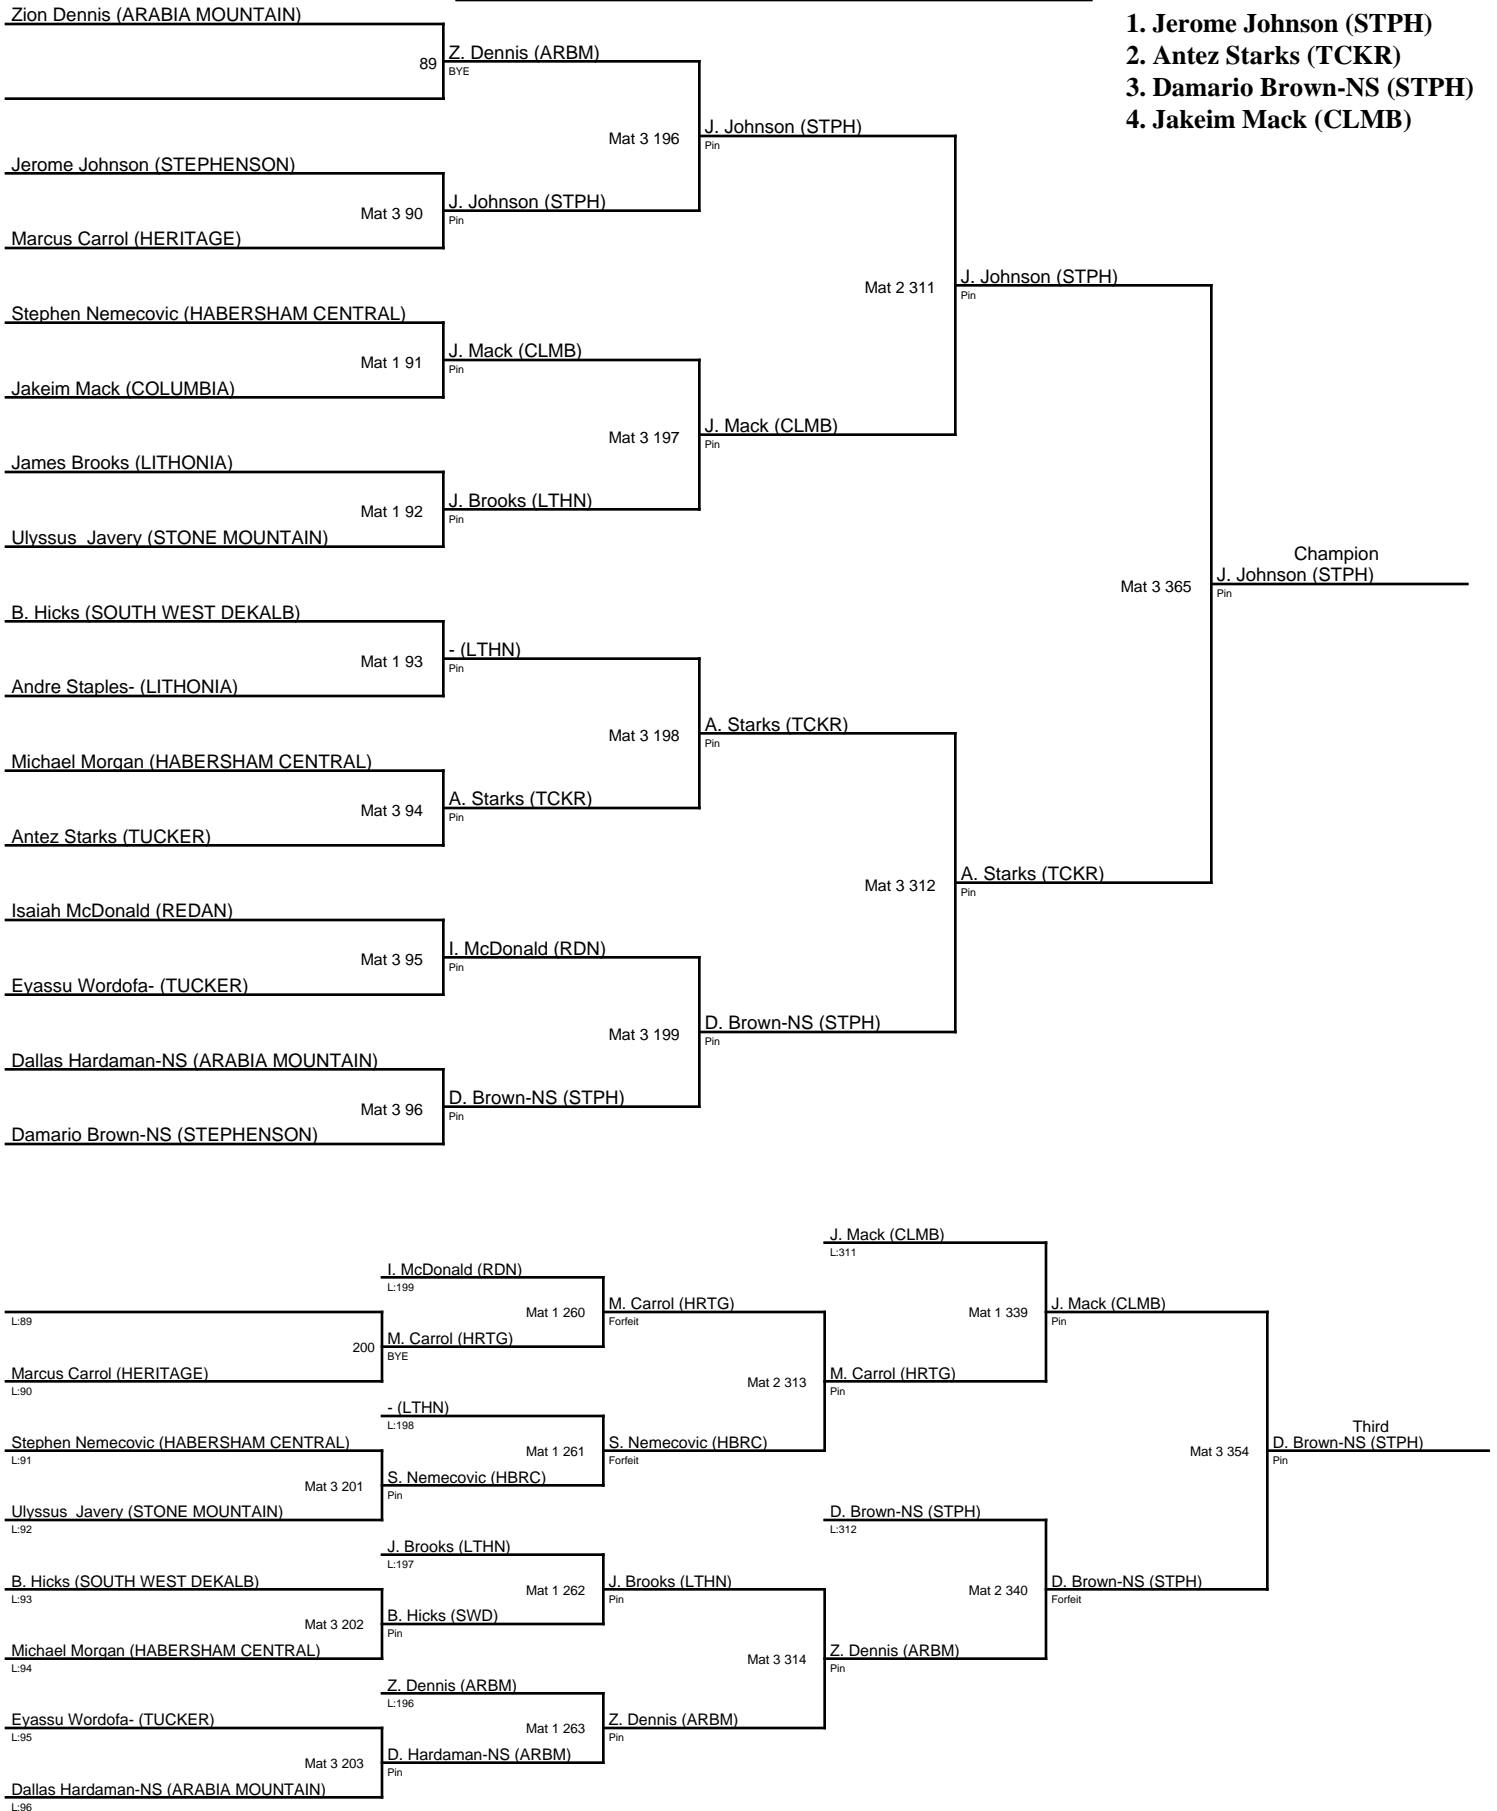 1. Jerome Johnson (STPH)
2. Antez Starks (TCKR)
3. Damario Brown-NS (STPH)
4. Jakeim Mack (CLMB)
Zion Dennis (ARABIA MOUNTAIN)
89
Z. Dennis (ARBM)
BYE
Mat 3 196
J. Johnson (STPH)
Pin
Jerome Johnson (STEPHENSON)
Mat 3 90
J. Johnson (STPH)
Pin
Marcus Carrol (HERITAGE)
Mat 2 311
J. Johnson (STPH)
Pin
Stephen Nemecovic (HABERSHAM CENTRAL)
Mat 1 91
J. Mack (CLMB)
Pin
Jakeim Mack (COLUMBIA)
Mat 3 197
J. Mack (CLMB)
Pin
James Brooks (LITHONIA)
Mat 1 92
J. Brooks (LTHN)
Pin
Ulyssus  Javery (STONE MOUNTAIN)
Mat 3 365
Champion
J. Johnson (STPH)
Pin
B. Hicks (SOUTH WEST DEKALB)
Mat 1 93
- (LTHN)
Pin
Andre Staples- (LITHONIA)
Mat 3 198
A. Starks (TCKR)
Pin
Michael Morgan (HABERSHAM CENTRAL)
Mat 3 94
A. Starks (TCKR)
Pin
Antez Starks (TUCKER)
Mat 3 312
A. Starks (TCKR)
Pin
Isaiah McDonald (REDAN)
Mat 3 95
I. McDonald (RDN)
Pin
Eyassu Wordofa- (TUCKER)
Mat 3 199
D. Brown-NS (STPH)
Pin
Dallas Hardaman-NS (ARABIA MOUNTAIN)
Mat 3 96
D. Brown-NS (STPH)
Pin
Damario Brown-NS (STEPHENSON)
J. Mack (CLMB)
L:311
I. McDonald (RDN)
L:199
Mat 1 260
M. Carrol (HRTG)
Forfeit
Mat 1 339
J. Mack (CLMB)
Pin
L:89
200
M. Carrol (HRTG)
BYE
Marcus Carrol (HERITAGE)
L:90
Mat 2 313
M. Carrol (HRTG)
Pin
- (LTHN)
L:198
Stephen Nemecovic (HABERSHAM CENTRAL)
L:91
Mat 1 261
S. Nemecovic (HBRC)
Forfeit
Mat 3 354
Third
D. Brown-NS (STPH)
Pin
Mat 3 201
S. Nemecovic (HBRC)
Pin
Ulyssus  Javery (STONE MOUNTAIN)
L:92
D. Brown-NS (STPH)
L:312
J. Brooks (LTHN)
L:197
B. Hicks (SOUTH WEST DEKALB)
L:93
Mat 1 262
J. Brooks (LTHN)
Pin
Mat 2 340
D. Brown-NS (STPH)
Forfeit
Mat 3 202
B. Hicks (SWD)
Pin
Michael Morgan (HABERSHAM CENTRAL)
L:94
Mat 3 314
Z. Dennis (ARBM)
Pin
Z. Dennis (ARBM)
L:196
Eyassu Wordofa- (TUCKER)
L:95
Mat 1 263
Z. Dennis (ARBM)
Pin
Mat 3 203
D. Hardaman-NS (ARBM)
Pin
Dallas Hardaman-NS (ARABIA MOUNTAIN)
L:96